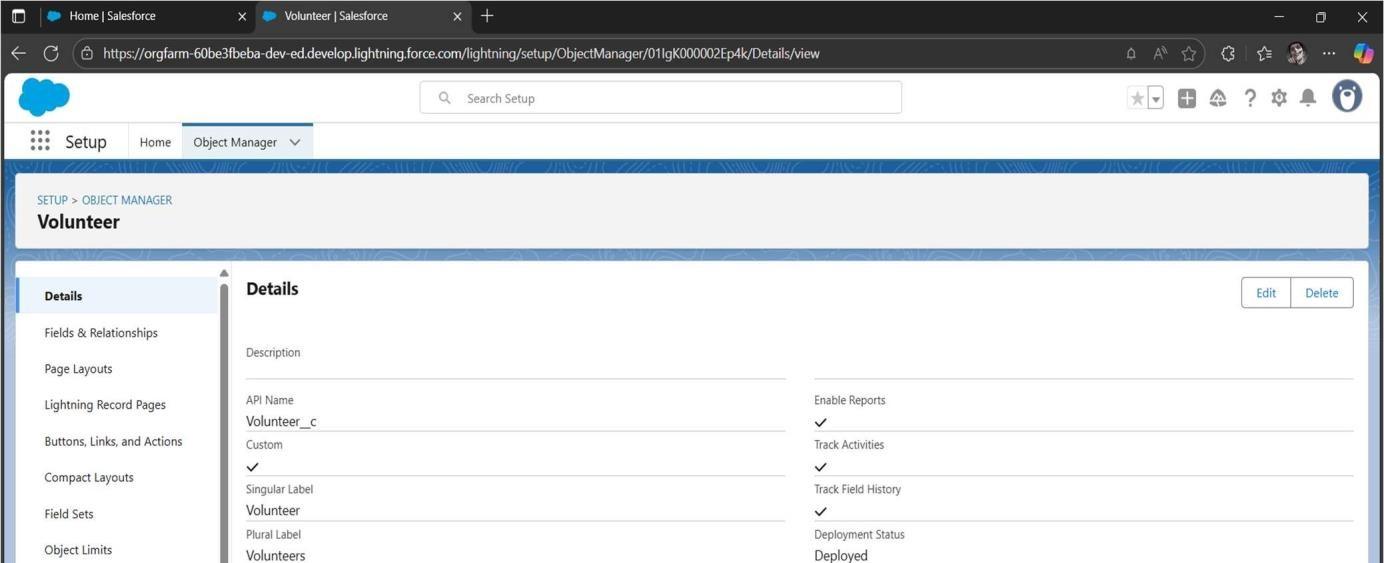 Home | Salesforce
Volunteer | Salesforce
https://orgfarm-60be3fbeba-dev-ed.develop.lightning.force.com/lightning/setup/ObjectManager/01IgK000002Ep4k/Details/view
Search Setup
Setup
Home
Object Manager
SETUP > OBJECT MANAGER
Volunteer
Details
Fields & Relationships
Page Layouts
Lightning Record Pages
Buttons, Links, and Actions
Compact Layouts
Field Sets
Object Limits
Details
Edit
Delete
Description
API Name
Volunteer__c
Custom
Singular Label
Volunteer
Plural Label
Volunteers
Enable Reports
Track Activities
Track Field History
Deployment Status
Deployed